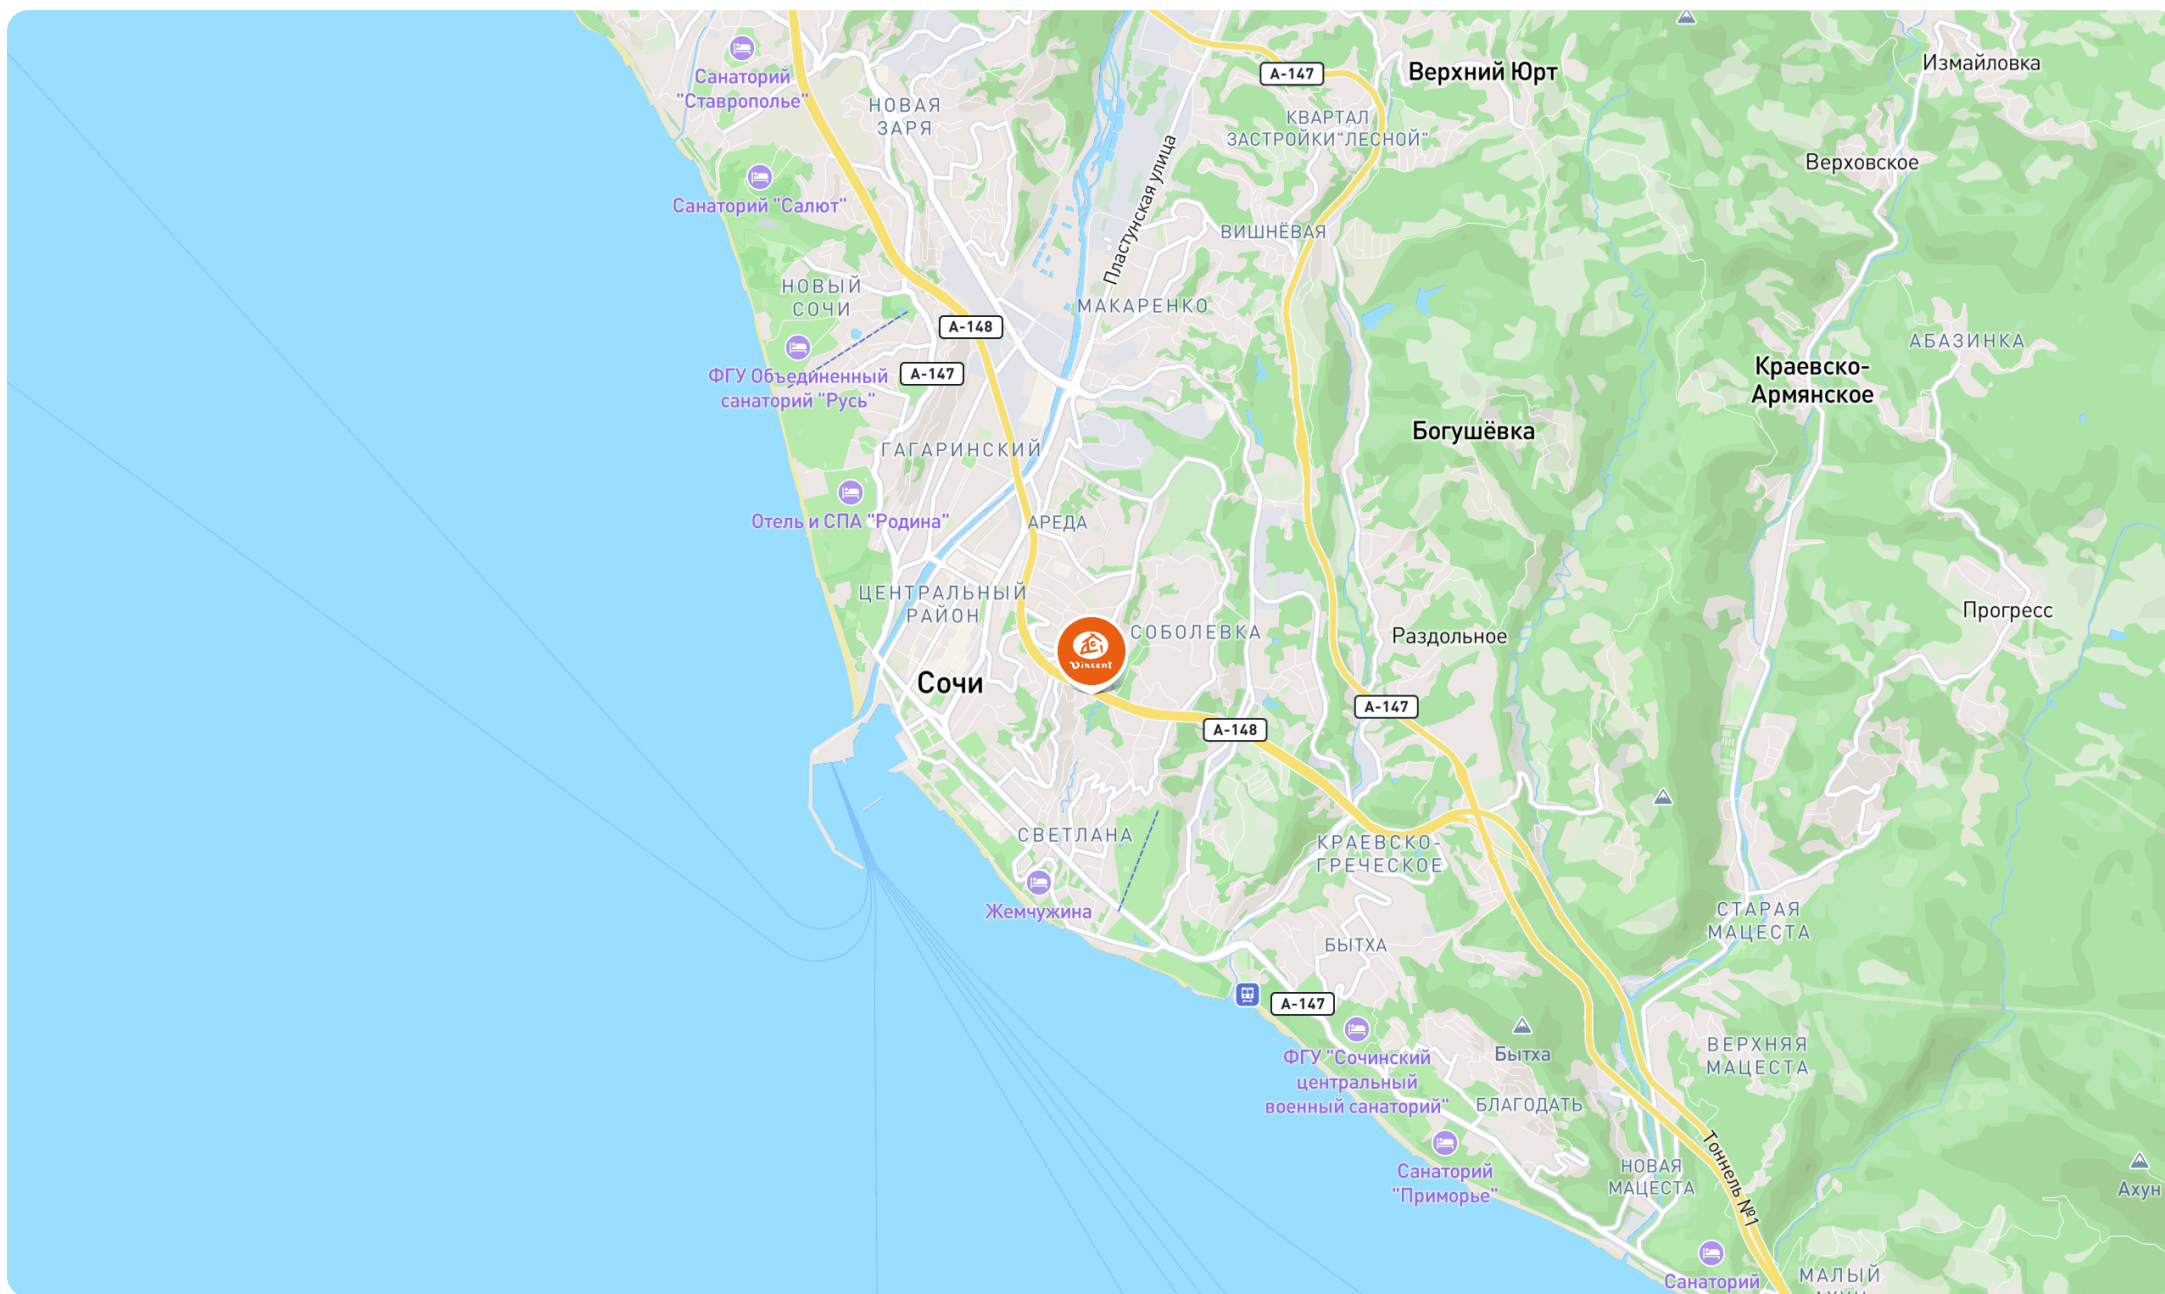 А-147
Верхний Юрт
Измайловка
Санаторий
"Ставрополье"
НОВАЯ
ЗАРЯ
КВАРТАЛ
ЗАСТРОЙКИ"ЛЕСНОЙ"
Верховское
Санаторий "Салют"
Пластунская улица
ВИШНЁВАЯ
НОВЫЙ
СОЧИ
МАКАРЕНКО
А-148
АБАЗИНКА
А-147
ФГУ Объединенный
санаторий "Русь"
Краевско-
Армянское
Богушёвка
ГАГАРИНСКИЙ
Отель и СПА "Родина"
АРЕДА
ЦЕНТРАЛЬНЫЙ
РАЙОН
Прогресс
СОБОЛЕВКА
Раздольное
Vincent
Сочи
А-147
А-148
СВЕТЛАНА
КРАЕВСКО-
ГРЕЧЕСКОЕ
Жемчужина
СТАРАЯ
МАЦЕСТА
БЫТХА
А-147
ФГУ "Сочинский
центральный
военный санаторий"
Бытха
ВЕРХНЯЯ
МАЦЕСТА
БЛАГОДАТЬ
Тоннель №1
Санаторий
"Приморье"
НОВАЯ
МАЦЕСТА
Ахун
Санаторий
МАЛЫЙ
АХУН